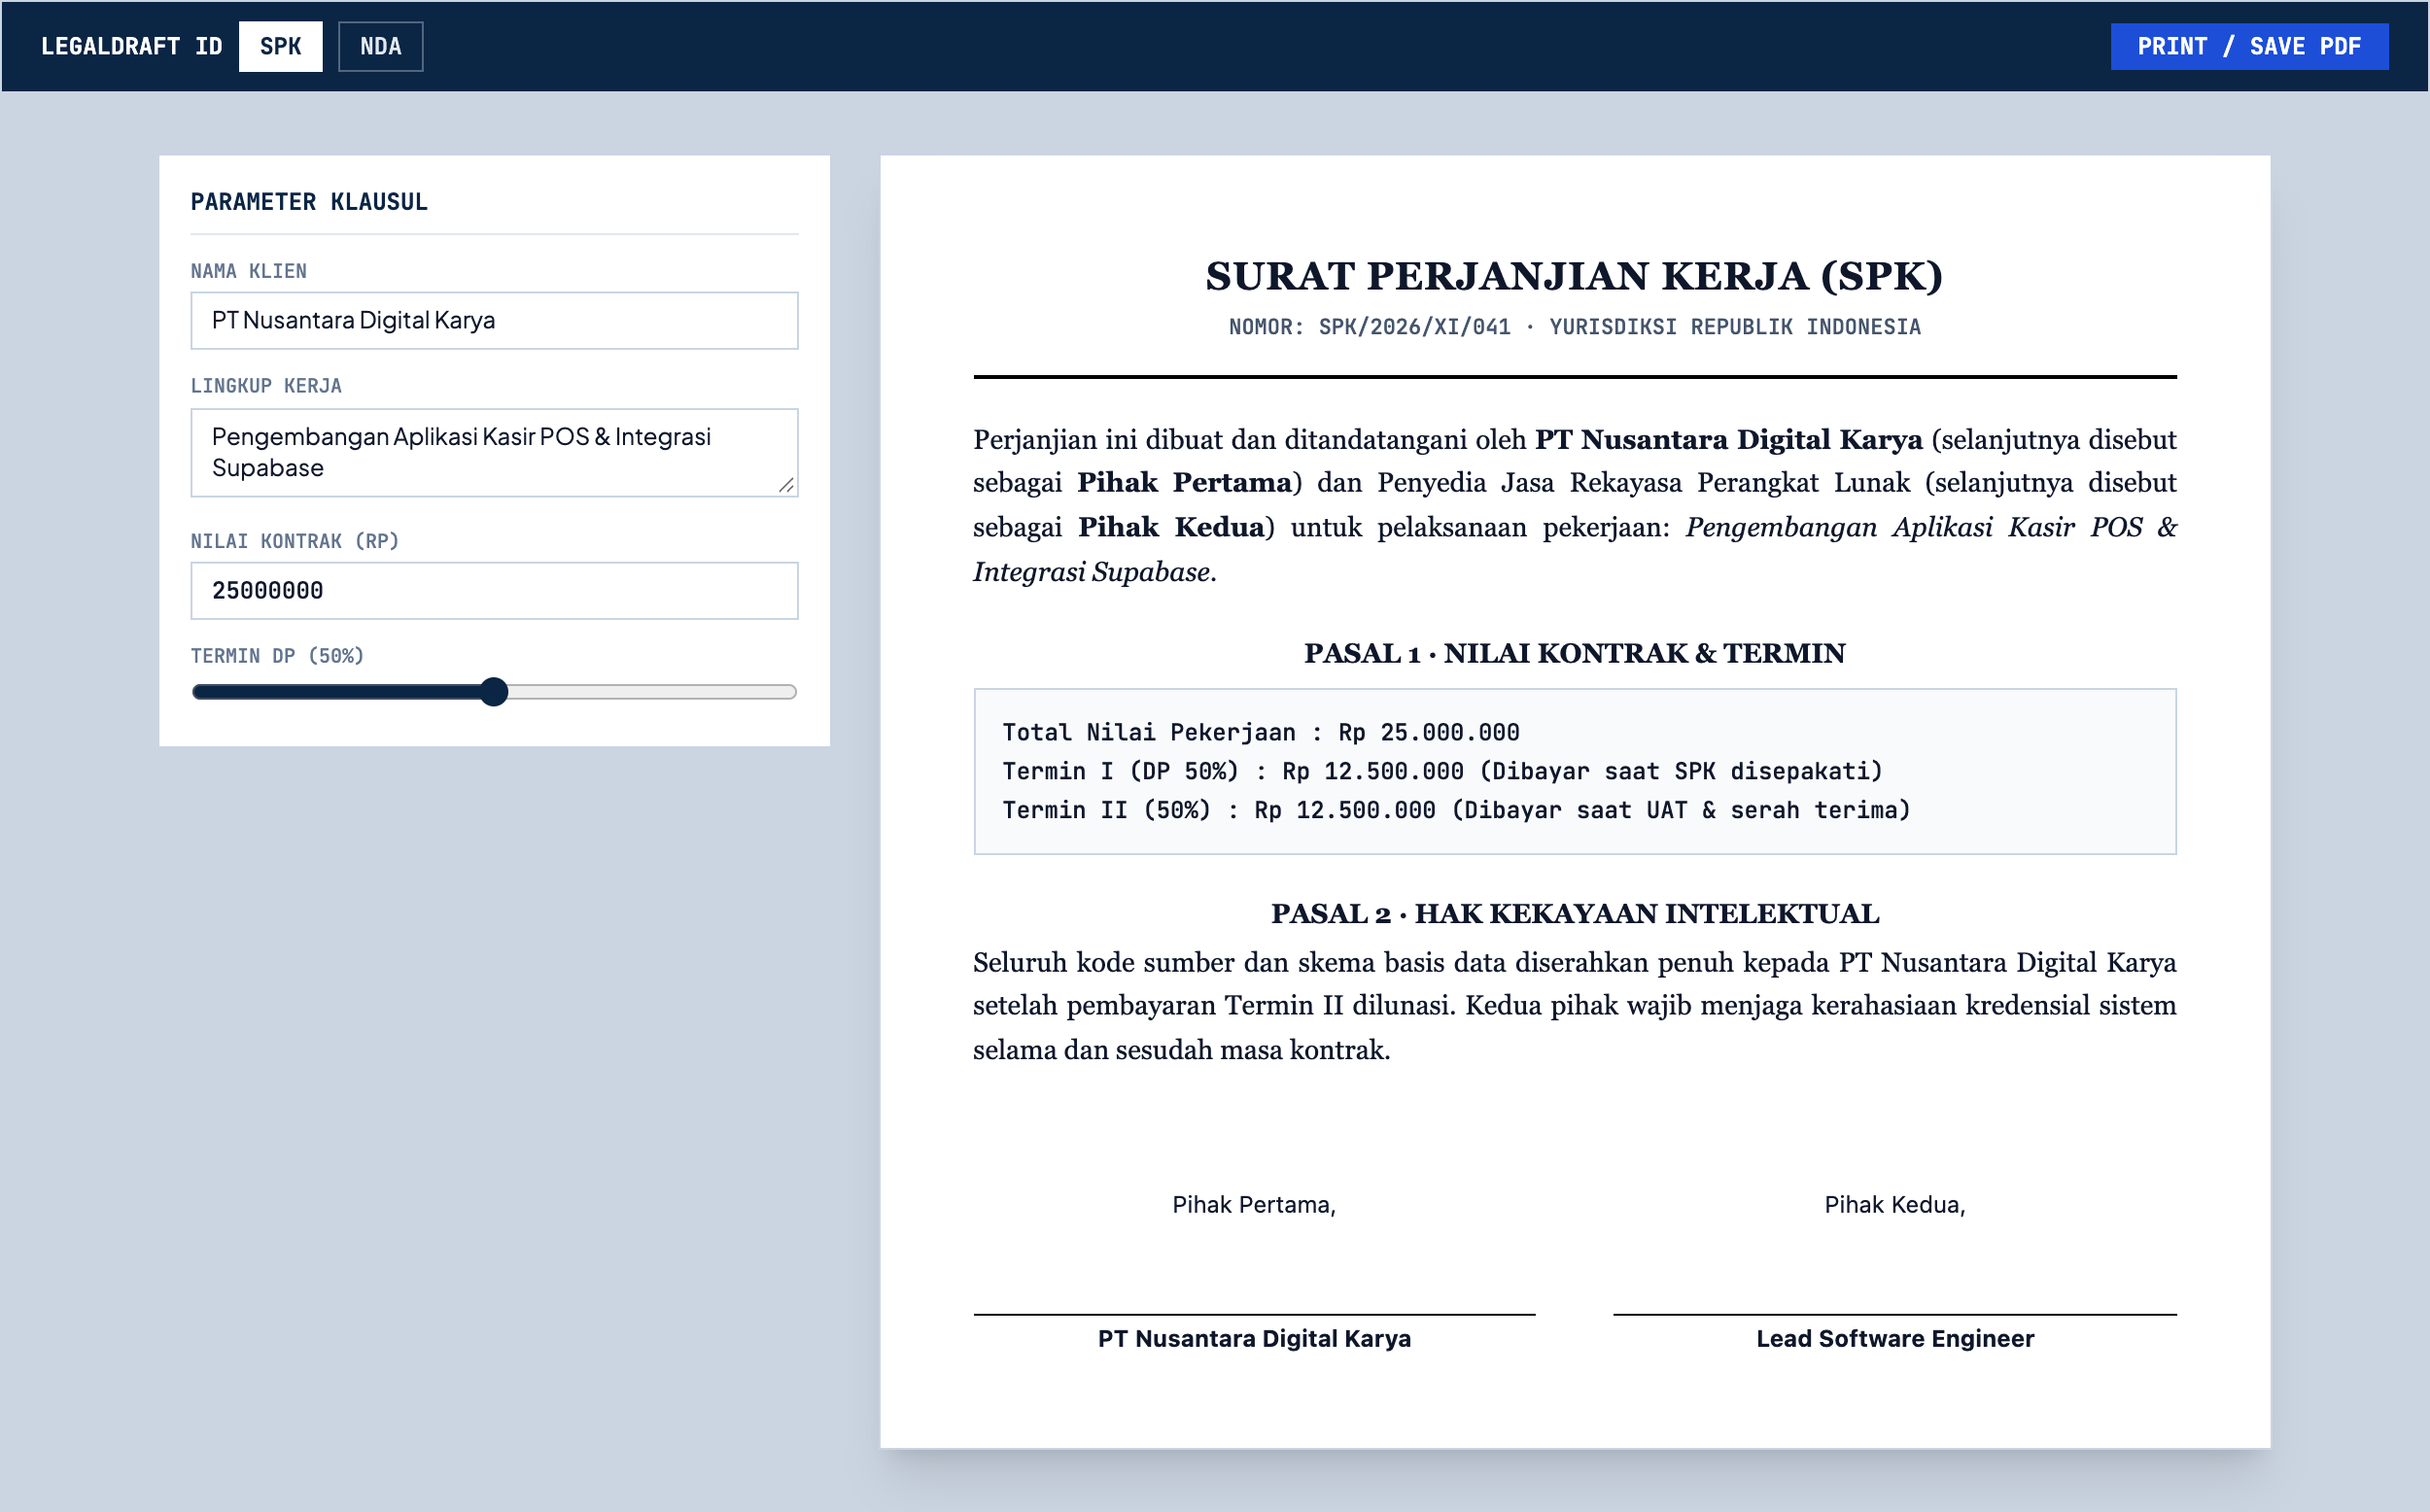 LEGALDRAFT ID SPK NDA PRINT / SAVE PDF
PARAMETER KLAUSUL
NAMA KLIEN
PT Nusantara Digital Karya
LINGKUP KERJA
Pengembangan Aplikasi Kasir POS & Integrasi
Supabase
NILAI KONTRAK (RP)
25000000
TERMIN DP (50%)
SURAT PERJANJIAN KERJA (SPK)
NOMOR: SPK/2026/XI/041 · YURISDIKSI REPUBLIK INDONESIA
Perjanjian ini dibuat dan ditandatangani oleh PT Nusantara Digital Karya (selanjutnya disebut
sebagai Pihak Pertama) dan Penyedia Jasa Rekayasa Perangkat Lunak (selanjutnya disebut
sebagai Pihak Kedua) untuk pelaksanaan pekerjaan: Pengembangan Aplikasi Kasir POS &
Integrasi Supabase.
PASAL 1 · NILAI KONTRAK & TERMIN
Total Nilai Pekerjaan : Rp 25.000.000
Termin I (DP 50%) : Rp 12.500.000 (Dibayar saat SPK disepakati)
Termin II (50%) : Rp 12.500.000 (Dibayar saat UAT & serah terima)
PASAL 2 · HAK KEKAYAAN INTELEKTUAL
Seluruh kode sumber dan skema basis data diserahkan penuh kepada PT Nusantara Digital Karya
setelah pembayaran Termin II dilunasi. Kedua pihak wajib menjaga kerahasiaan kredensial sistem
selama dan sesudah masa kontrak.
Pihak Pertama, Pihak Kedua,
PT Nusantara Digital Karya Lead Software Engineer